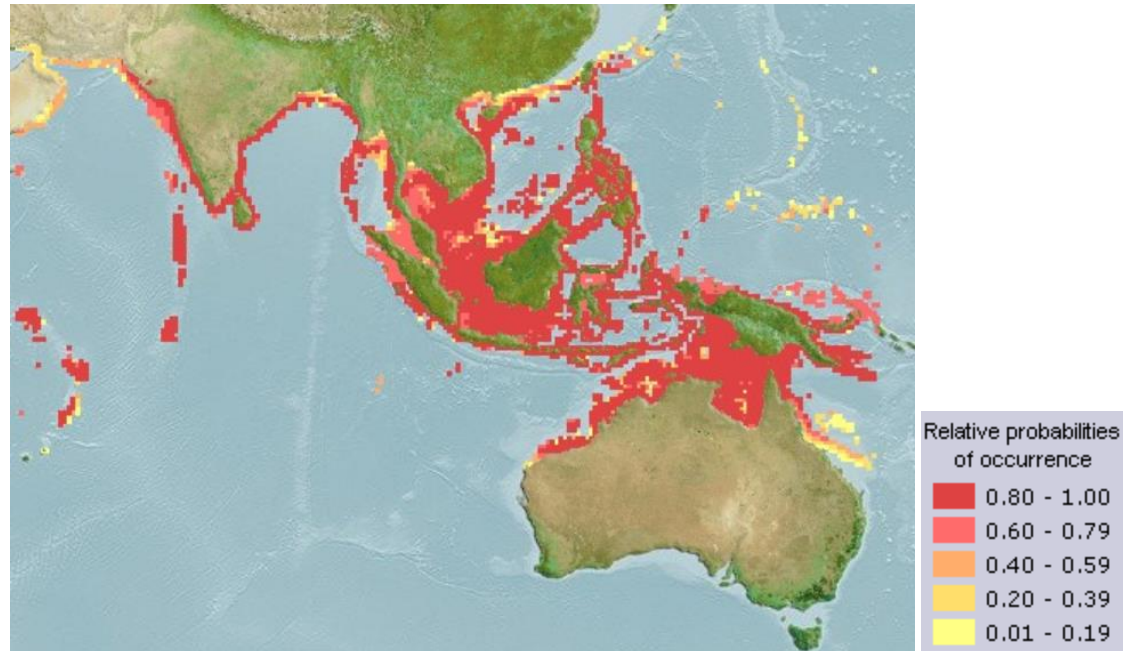 Relative probabilities
of occurrence
0.80 - 1.00
0.60 - 0.79
0.40 - 0.59
0.20 - 0.39
0.01 - 0.19